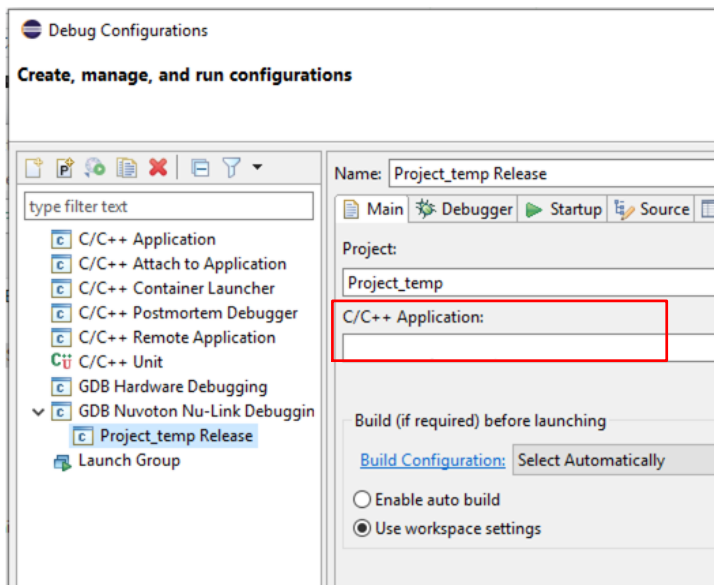 Debug Configurations
Create, manage, and run configurations
type filter text
C/C++ Application
C/C++ Attach to Application
C/C++ Container Launcher
C/C++ Postmortem Debugger
C/C++ Remote Application
C/C++ Unit
GDB Hardware Debugging
GDB Nuvoton Nu-Link Debuggin
Project_temp Release
Launch Group
Name: Project_temp Release
Main Debugger Startup Source
Project:
Project_temp
C/C++ Application:
Build (if required) before launching
Build Configuration: Select Automatically
Enable auto build
Use workspace settings